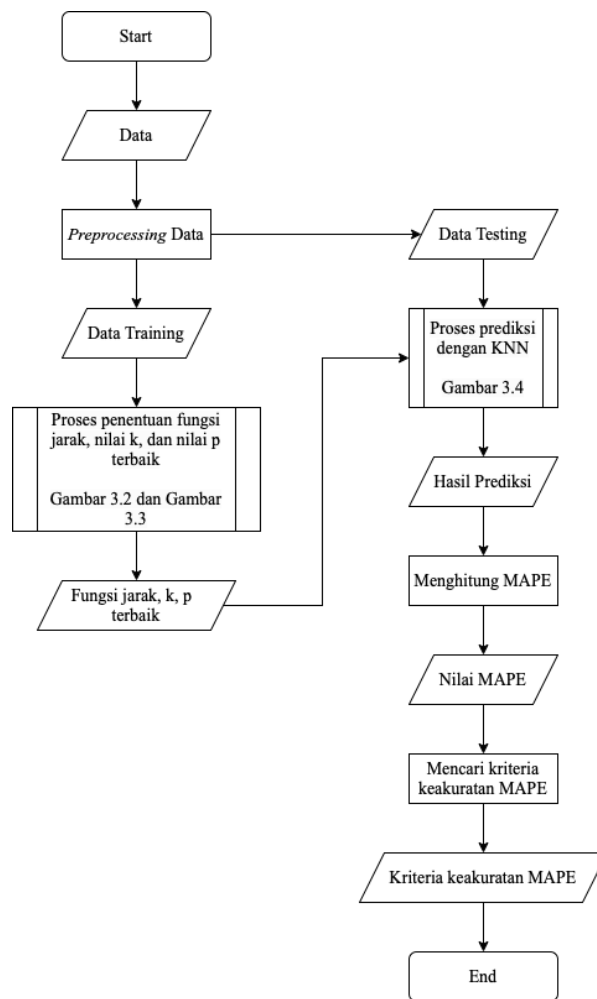 Start
Data
Preprocessing Data
Data Testing
Data Training
Proses penentuan fungsi
jarak, nilai k, dan nilai p
terbaik
Gambar 3.2 dan Gambar
3.3
Fungsi jarak, k, p
terbaik
Proses prediksi
dengan KNN
Gambar 3.4
Hasil Prediksi
Menghitung MAPE
Nilai MAPE
Mencari kriteria
keakuratan MAPE
Kriteria keakuratan MAPE
End